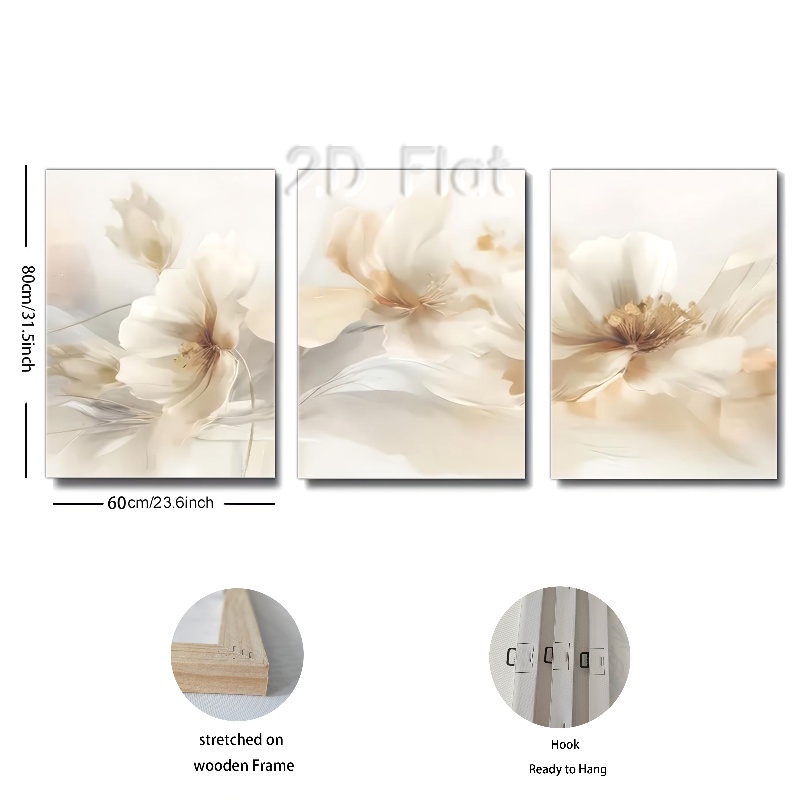 2D Flat
80cm/31.5inch
60cm/23.6inch
stretched on
wooden Frame
Hook
Ready to Hang